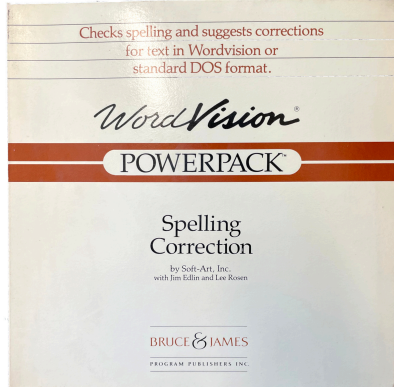 Checks spelling and suggests corrections
for text in Wordvision or
standard DOS format.
WordVision®
POWERPACK™
Spelling
Correction
by Soft-Art, Inc.
with Jim Edlin and Lee Rosen
BRUCE & JAMES
PROGRAM PUBLISHERS INC.